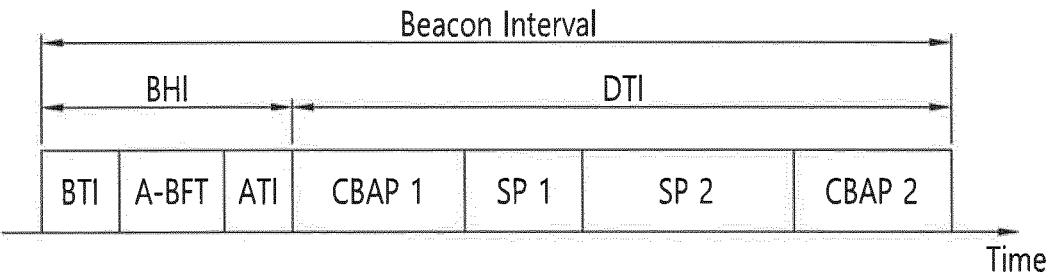 Beacon Interval
BHI DTI
BTI A-BFT ATI CBAP 1 SP 1 SP 2 CBAP 2
Time